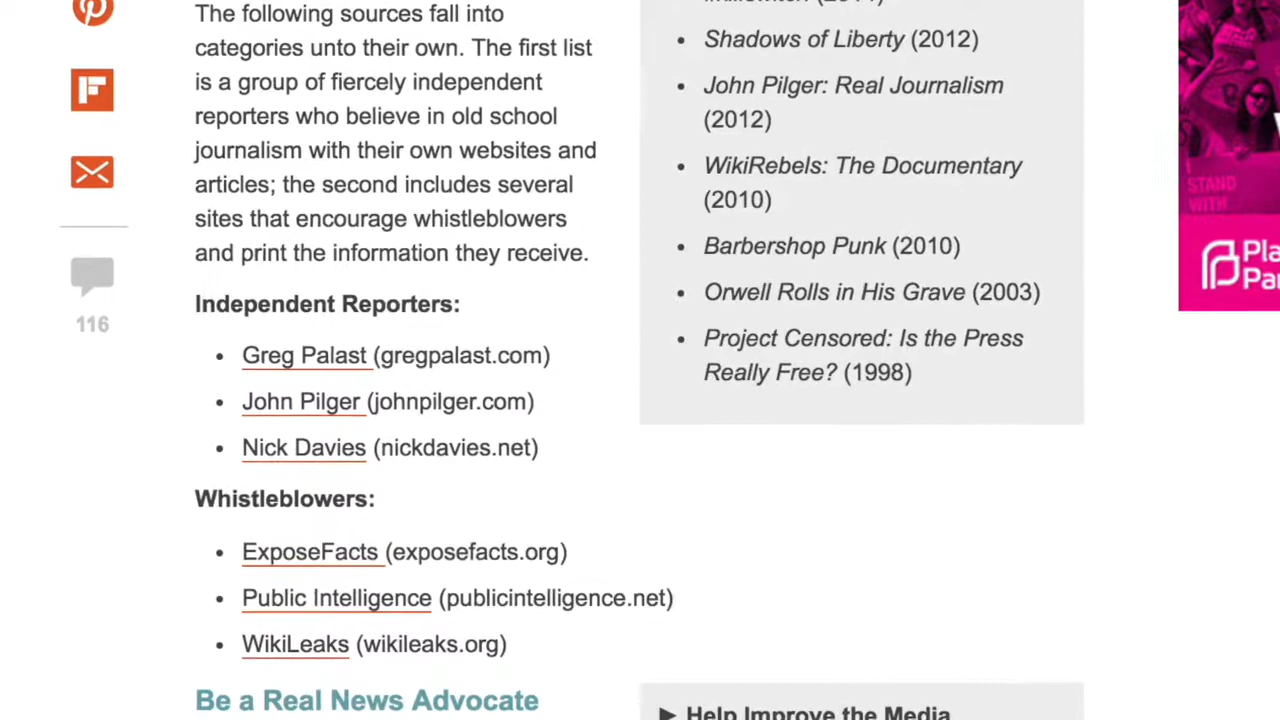 The following sources fall into
categories unto their own. The first list
is a group of fiercely independent
reporters who believe in old school
journalism with their own websites and
articles; the second includes several
sites that encourage whistleblowers
and print the information they receive.
116
Independent Reporters:
• Greg Palast (gregpalast.com)
• John Pilger (johnpilger.com)
• Nick Davies (nickdavies.net)
Whistleblowers:
• ExposeFacts (exposefacts.org)
• Public Intelligence (publicintelligence.net)
• WikiLeaks (wikileaks.org)
Be a Real News Advocate
• Shadows of Liberty (2012)
• John Pilger: Real Journalism
(2012)
• WikiRebels: The Documentary
(2010)
• Barbershop Punk (2010)
• Orwell Rolls in His Grave (2003)
• Project Censored: Is the Press
Really Free? (1998)
► Help Improve the Media
STAND
WITH
Pla
Pa